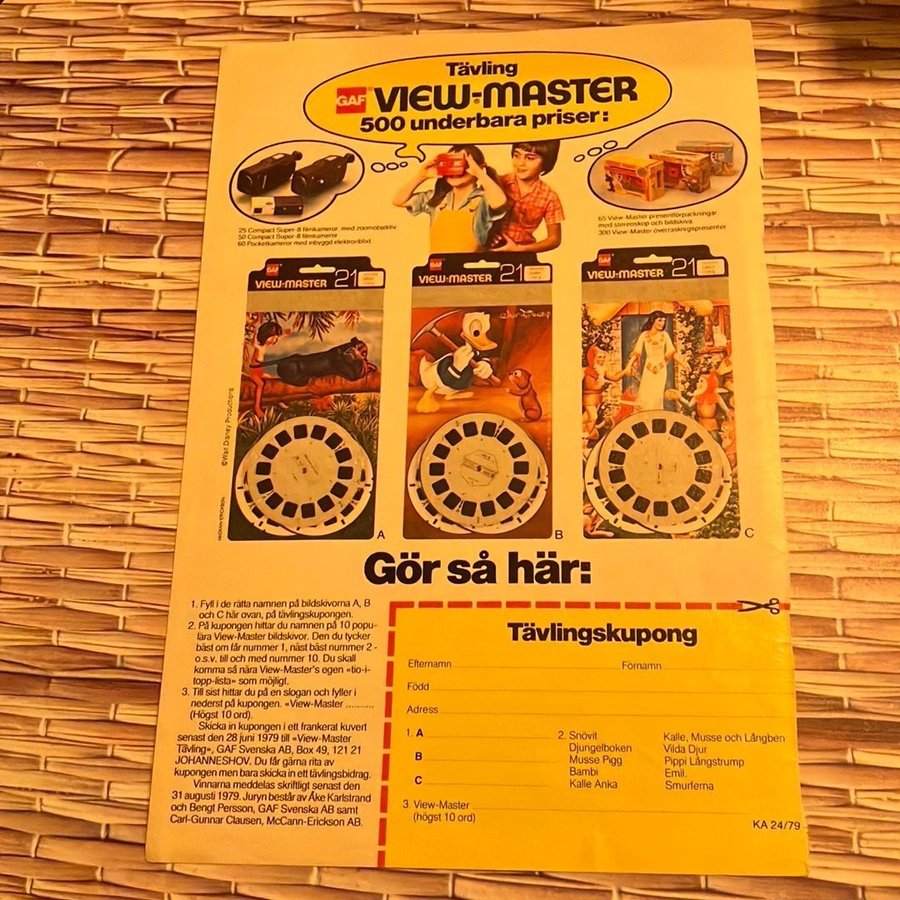 Tävling
GAF VIEW-MASTER®
500 underbara priser:
25 Compact Super-8 filmkameror. med zoomobjektiv
50 Compact Super-8 filmkameror
60 Pocketkameror med inbyggd elektronblixt.
65 View-Master presentförpackningar
med stereoskop och bildskiva
300 View-Master överraskningspresenter
GAF
VIEW-MASTER 21
GAF
VIEW-MASTER 21
GAF
VIEW-MASTER 21
WALT DISNEY
©Walt Disney Productions
A
B
C
Gör så här:
1. Fyll i de rätta namnen på bildskivorna A, B
och C här ovan, på tävlingskupongen.
2. På kupongen hittar du namnen på 10 popu-
lära View-Master bildskivor. Den du tycker
bäst om får nummer 1, näst bäst nummer 2 -
o.s.v. till och med nummer 10. Du skall
komma så nära View-Master's egen «tio-i-
topp-lista» som möjligt.
3. Till sist hittar du på en slogan och fyller i
nederst på kupongen. «View-Master ..........
(Högst 10 ord).
Skicka in kupongen i ett frankerat kuvert
senast den 28 juni 1979 till «View-Master
Tävling», GAF Svenska AB, Box 49, 121 21
JOHANNESHOV. Du får gärna rita av
kupongen men bara skicka in ett tävlingsbidrag.
Vinnarna meddelas skriftligt senast den
31 augusti 1979. Juryn består av Åke Karlstrand
och Bengt Persson, GAF Svenska AB samt
Carl-Gunnar Clausen, McCann-Erickson AB.
Tävlingskupong
Efternamn Förnamn
Född
Adress
1. A
B
C
2. Snövit
Djungelboken
Musse Pigg
Bambi
Kalle Anka
Kalle, Musse och Långben
Vilda Djur
Pippi Långstrump
Emil.
Smurferna
3. View-Master
(högst 10 ord)
KA 24/79